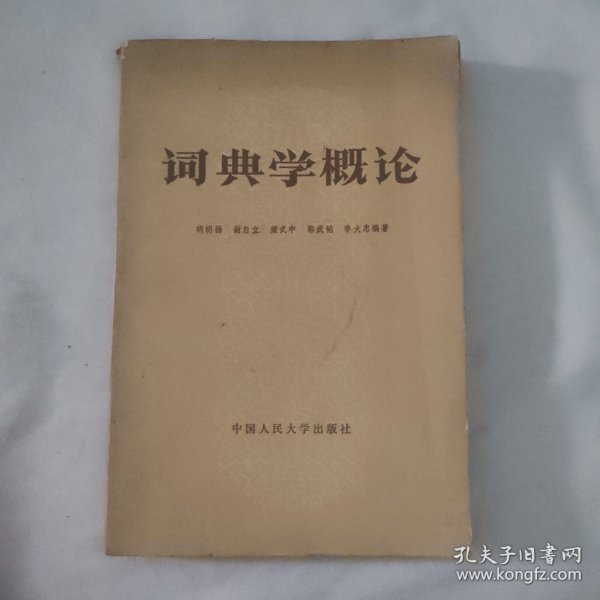 词典学概论
胡明扬 谢自立 梁式中 郭成韬 李大忠编著
中国人民大学出版社
孔夫子旧书网
www.kongfz.com